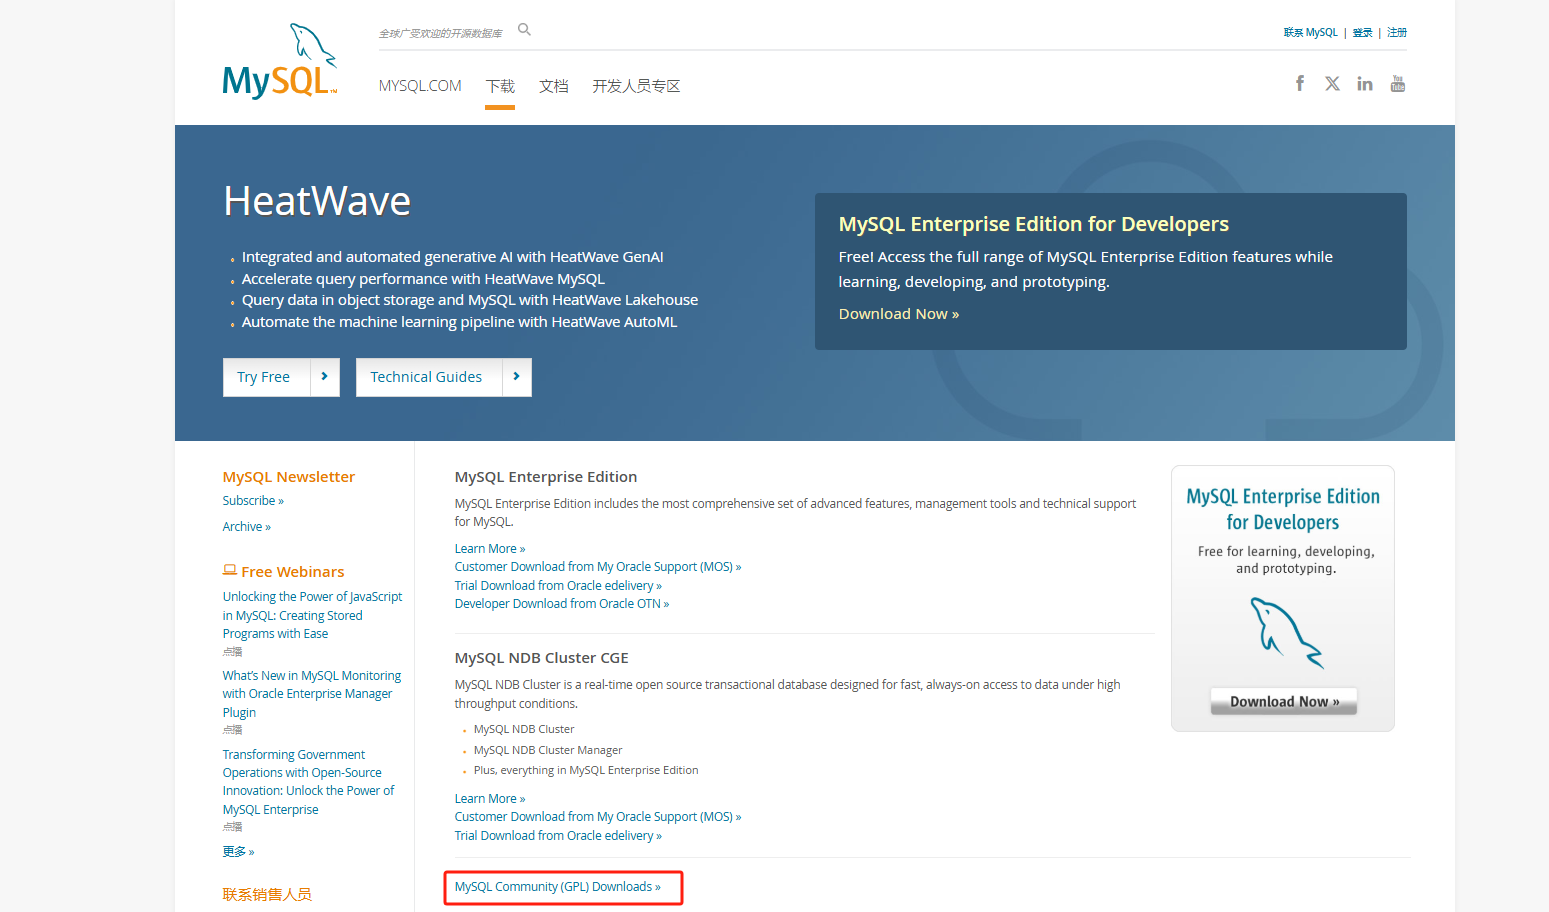 全球广受欢迎的开源数据库
联系 MySQL | 登录 | 注册
MySQL™
MYSQL.COM 下载 文档 开发人员专区
HeatWave
Integrated and automated generative AI with HeatWave GenAI
Accelerate query performance with HeatWave MySQL
Query data in object storage and MySQL with HeatWave Lakehouse
Automate the machine learning pipeline with HeatWave AutoML
Try Free
Technical Guides
MySQL Enterprise Edition for Developers
Free! Access the full range of MySQL Enterprise Edition features while
learning, developing, and prototyping.
Download Now »
MySQL Newsletter
Subscribe »
Archive »
Free Webinars
Unlocking the Power of JavaScript
in MySQL: Creating Stored
Programs with Ease
点播
What's New in MySQL Monitoring
with Oracle Enterprise Manager
Plugin
点播
Transforming Government
Operations with Open-Source
Innovation: Unlock the Power of
MySQL Enterprise
点播
更多 »
联系销售人员
MySQL Enterprise Edition
MySQL Enterprise Edition includes the most comprehensive set of advanced features, management tools and technical support
for MySQL.
Learn More »
Customer Download from My Oracle Support (MOS) »
Trial Download from Oracle edelivery »
Developer Download from Oracle OTN »
MySQL NDB Cluster CGE
MySQL NDB Cluster is a real-time open source transactional database designed for fast, always-on access to data under high
throughput conditions.
MySQL NDB Cluster
MySQL NDB Cluster Manager
Plus, everything in MySQL Enterprise Edition
Learn More »
Customer Download from My Oracle Support (MOS) »
Trial Download from Oracle edelivery »
MySQL Community (GPL) Downloads »
MySQL Enterprise Edition
for Developers
Free for learning, developing,
and prototyping.
Download Now »